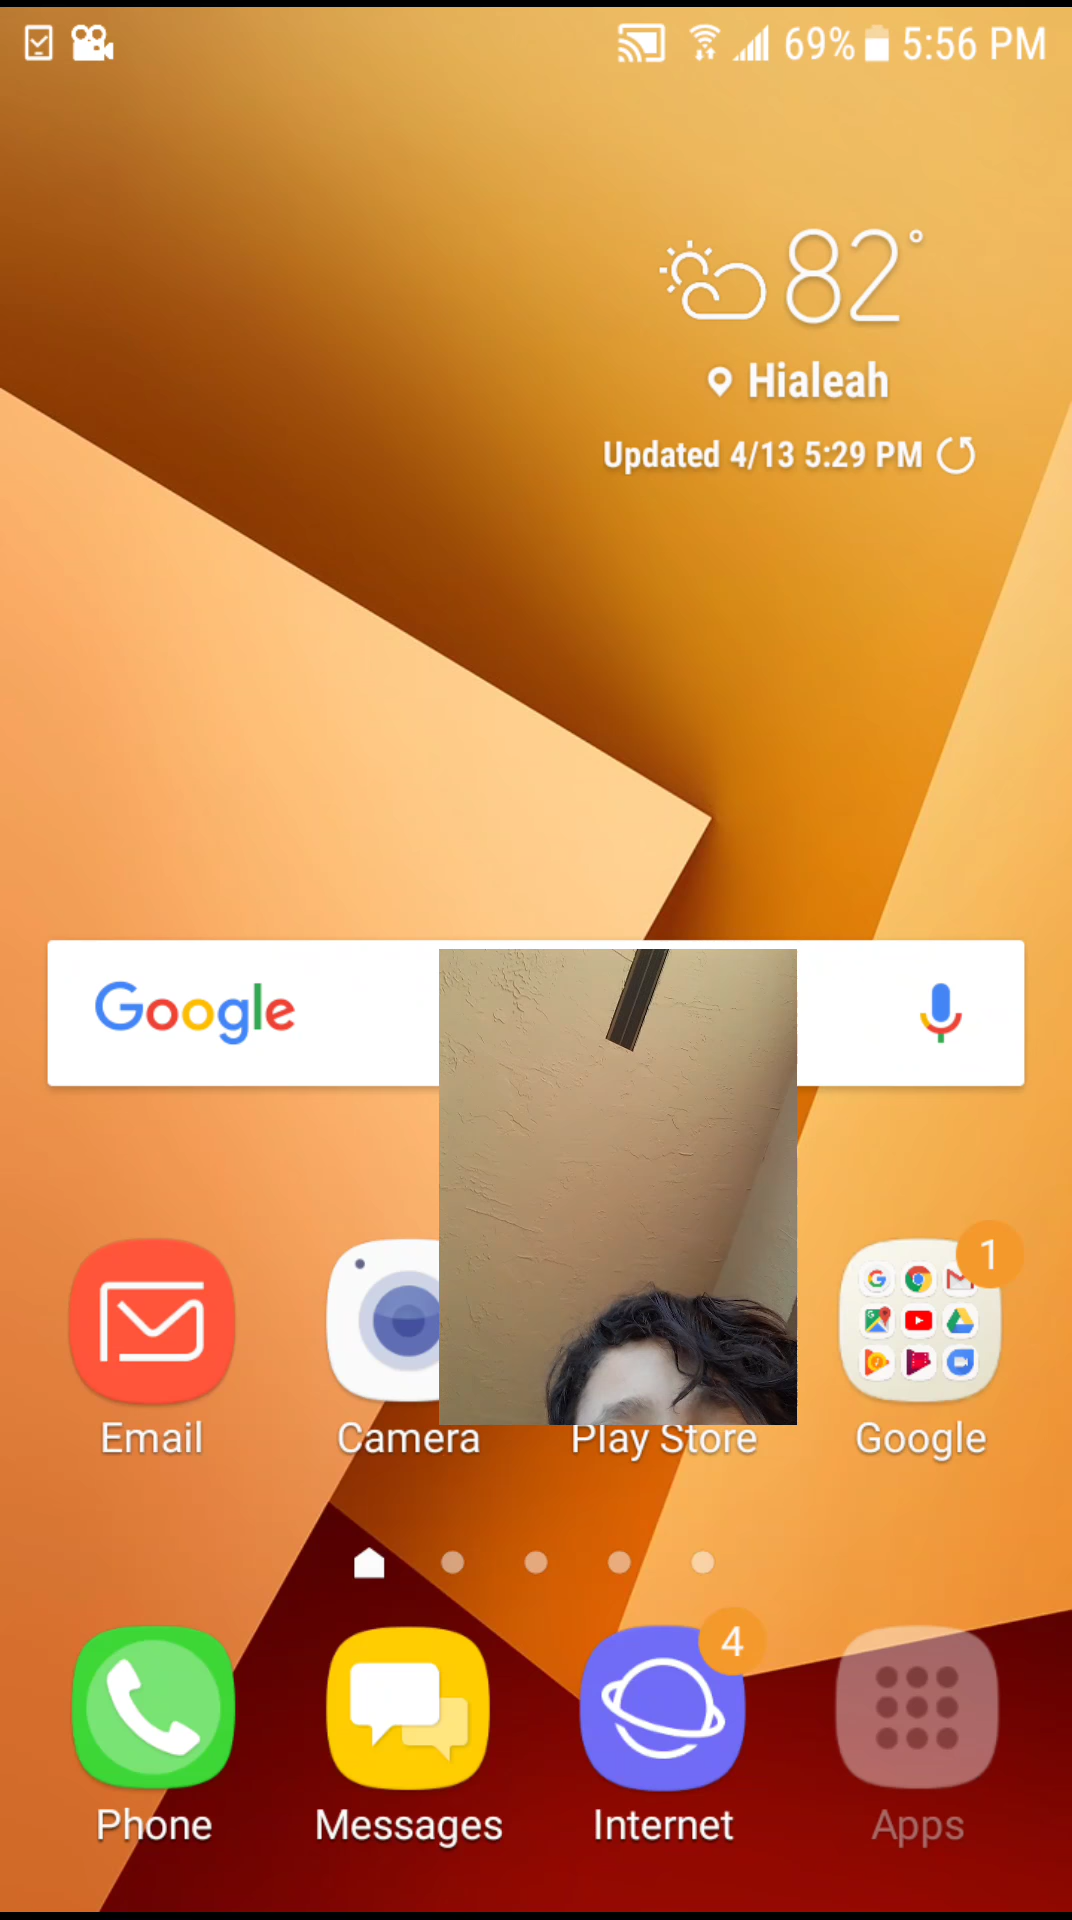 69% 5:56 PM
82°
Hialeah
Updated 4/13 5:29 PM
Google
1
Email
Camera
Play Store
Google
4
Phone
Messages
Internet
Apps